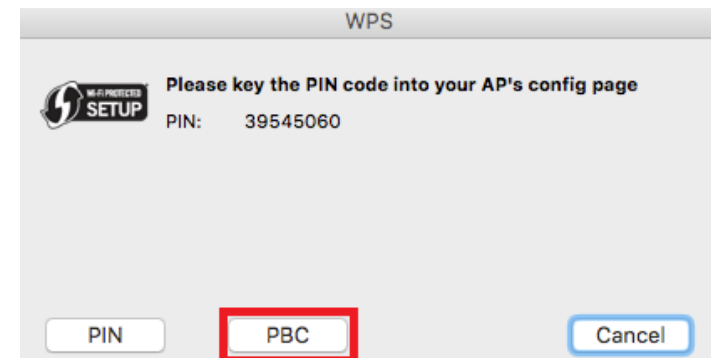 WPS
Wi-Fi PROTECTED
SETUP
Please key the PIN code into your AP's config page
PIN: 39545060
PIN PBC Cancel